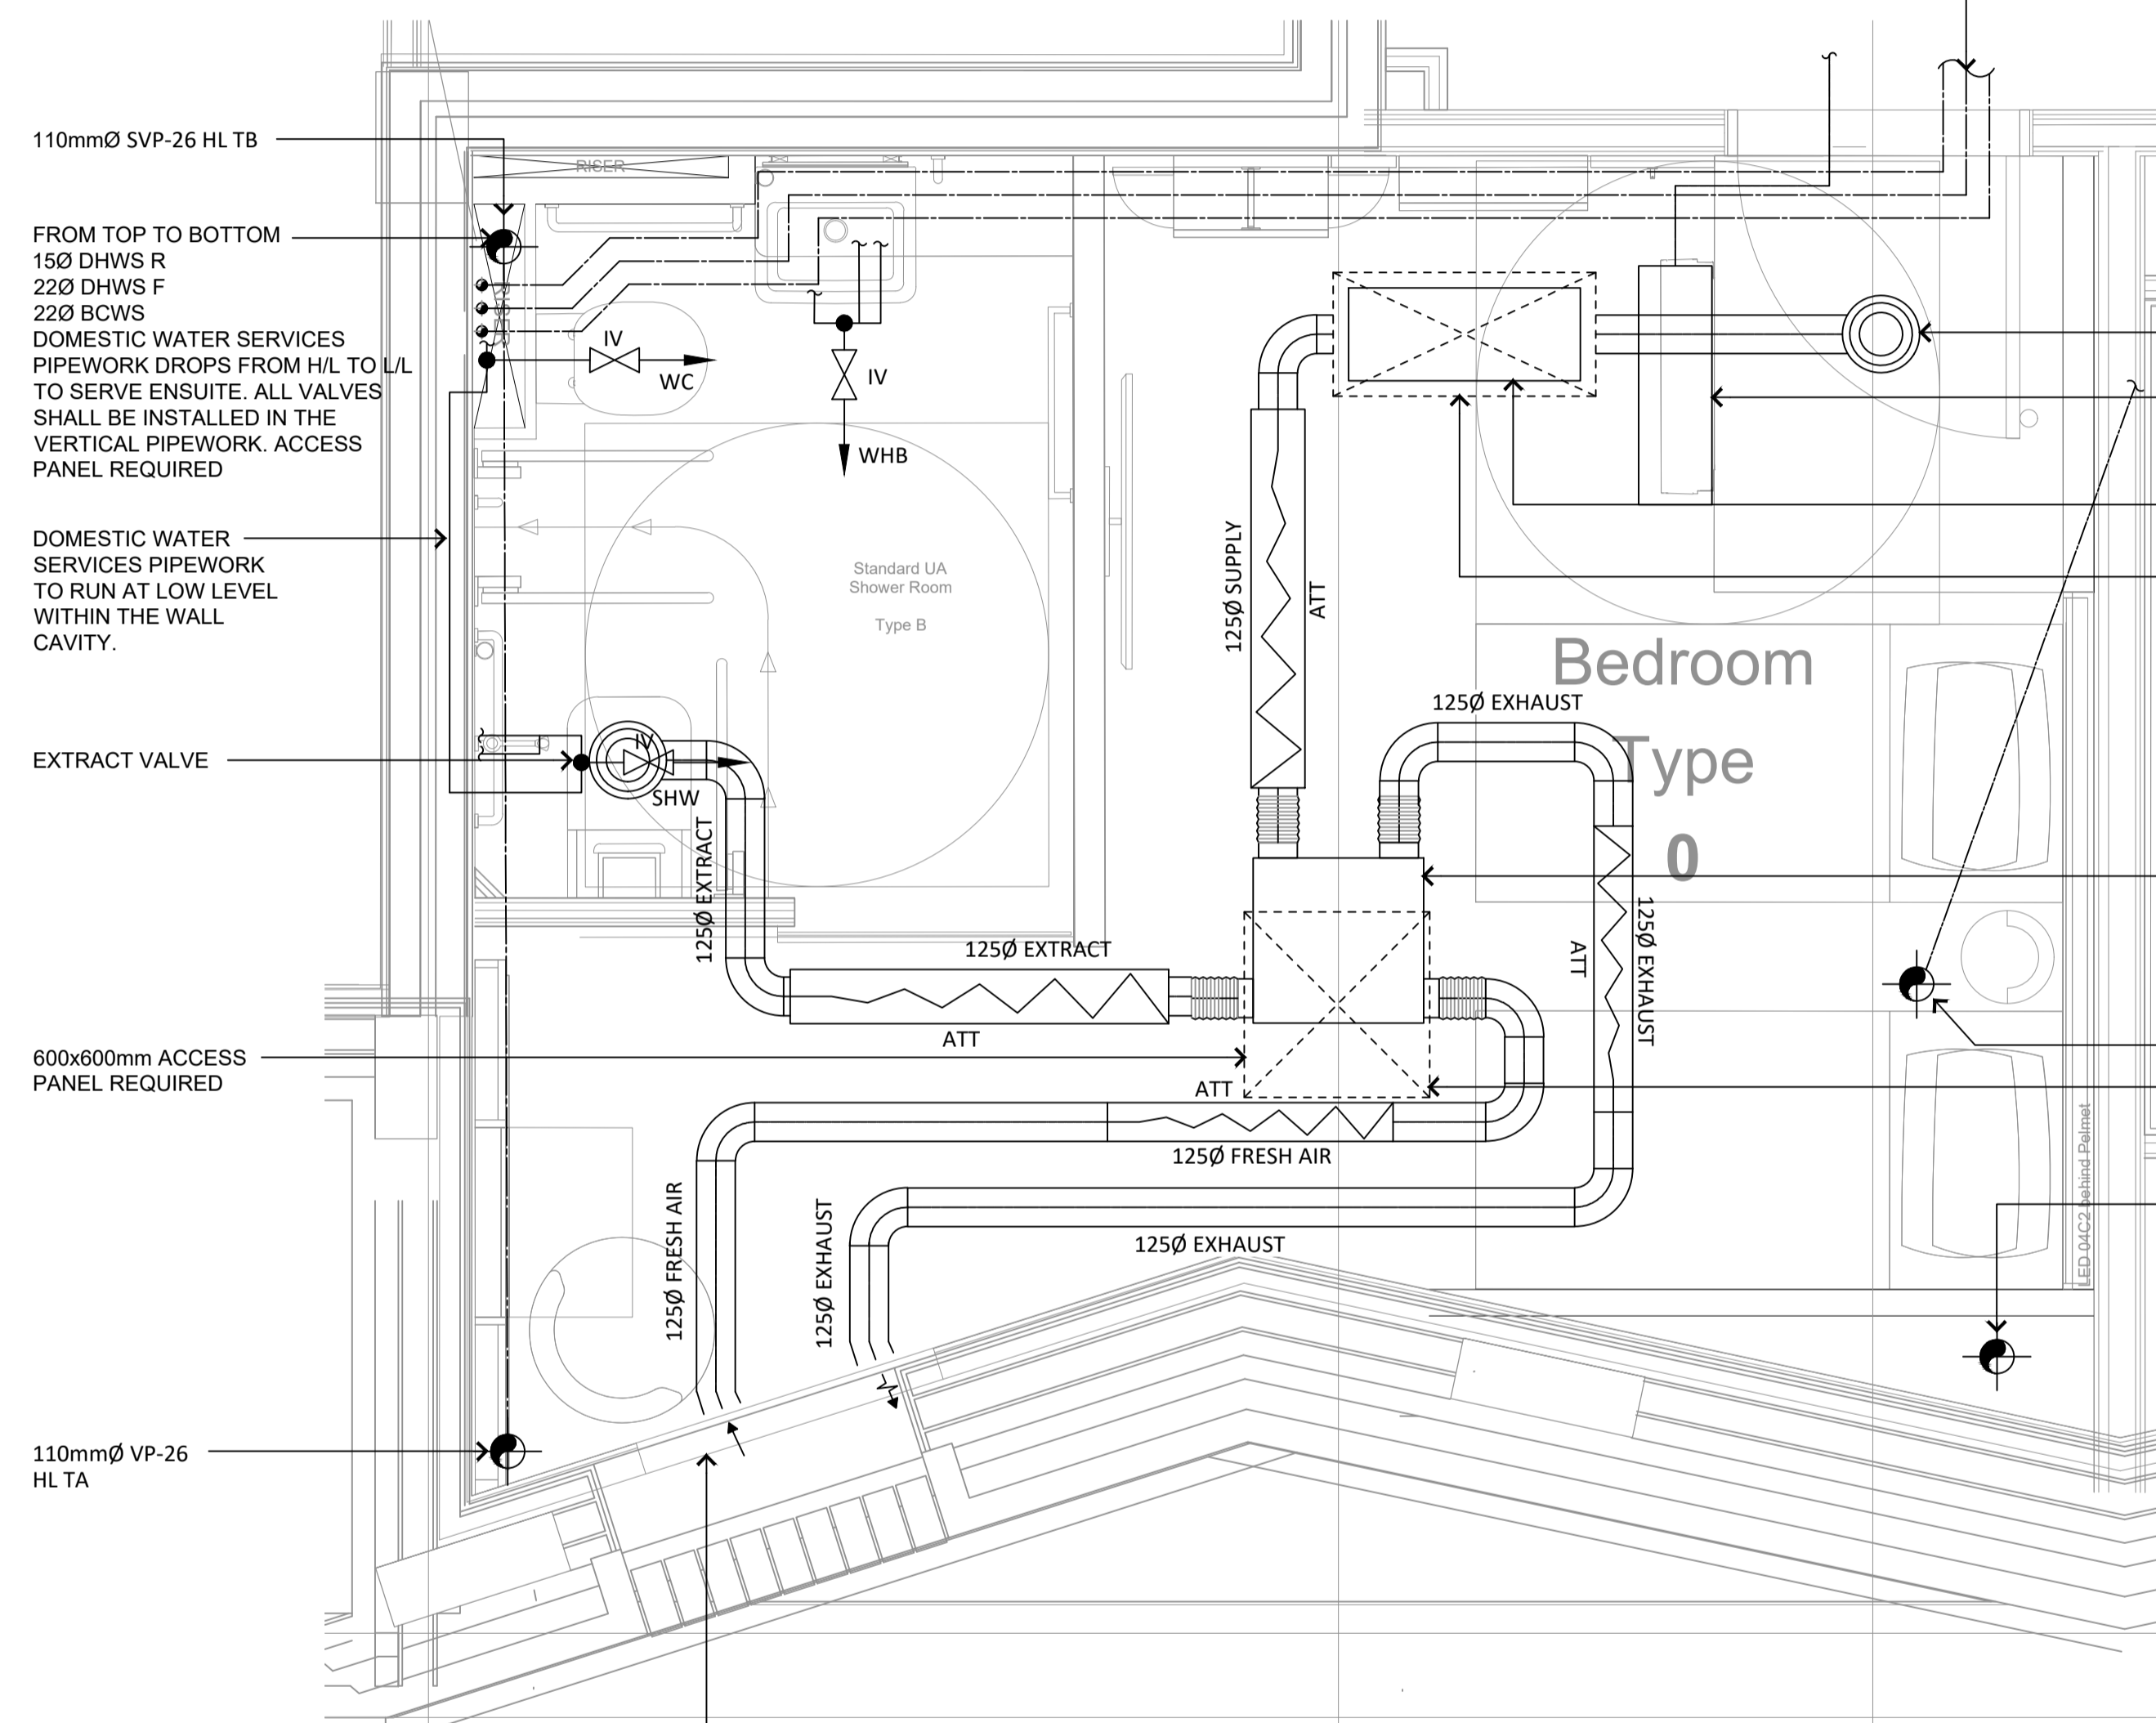 110mmØ SVP-26 HL TB
RISER
FROM TOP TO BOTTOM
15Ø DHWS R
22Ø DHWS F
22Ø BCWS
DOMESTIC WATER SERVICES
PIPEWORK DROPS FROM H/L TO L/L
TO SERVE ENSUITE. ALL VALVES
SHALL BE INSTALLED IN THE
VERTICAL PIPEWORK. ACCESS
PANEL REQUIRED
RISER
IV
WC
IV
WHB
DOMESTIC WATER
SERVICES PIPEWORK
TO RUN AT LOW LEVEL
WITHIN THE WALL
CAVITY.
Standard UA
Shower Room
Type B
125Ø SUPPLY
ATT
Bedroom
Type
0
125Ø EXHAUST
EXTRACT VALVE
IV
SHW
125Ø EXTRACT
125Ø EXTRACT
ATT
ATT
125Ø EXHAUST
600x600mm ACCESS
PANEL REQUIRED
ATT
125Ø FRESH AIR
125Ø FRESH AIR
125Ø EXHAUST
125Ø EXHAUST
LED 04C2 behind Pelmet
110mmØ VP-26
HL TA